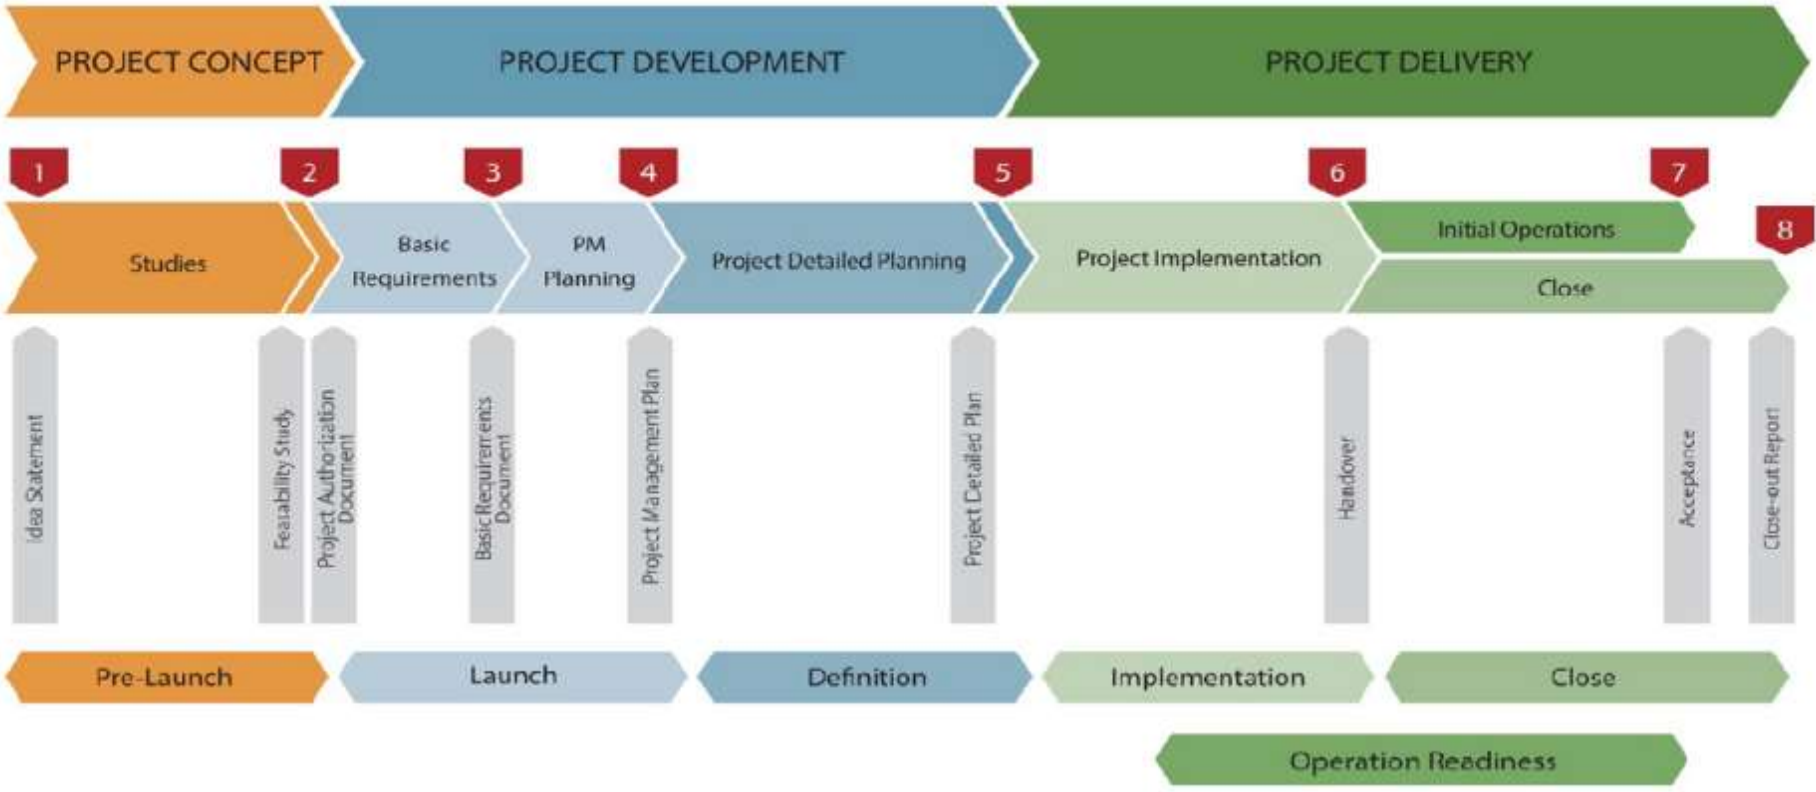 PROJECT CONCEPT
PROJECT DEVELOPMENT
PROJECT DELIVERY
1
2
3
4
5
6
7
8
Studies
Basic
Requirements
PM
Planning
Project Detailed Planning
Project Implementation
Initial Operations
Close
Idea Statement
Feasability Study
Project Authorization
Document
Basic Requirements
Document
Project Management Plan
Project Detailed Plan
Handover
Acceptance
Close-out Report
Pre-Launch
Launch
Definition
Implementation
Close
Operation Readiness